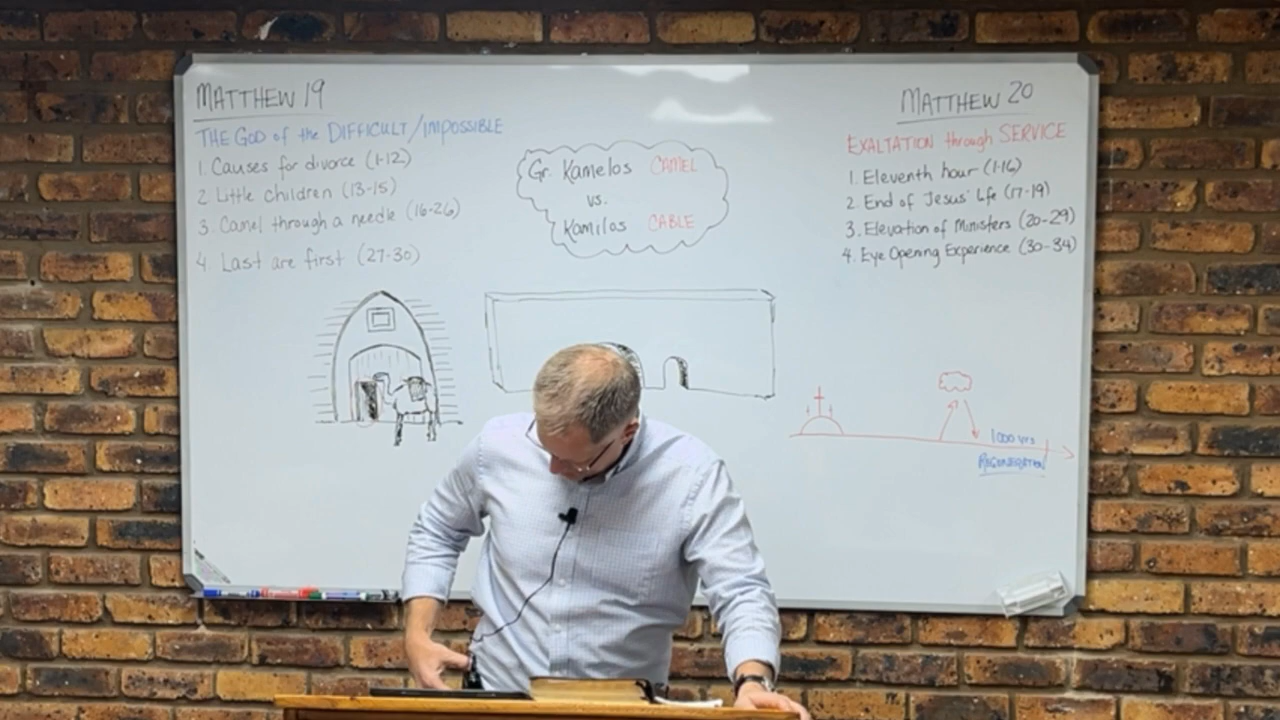 MATTHEW 19
THE GOD of the DIFFICULT/IMPOSSIBLE
1. Causes for divorce (1-12)
2. Little children (13-15)
3. Camel through a needle (16-26)
4. Last are first (27-30)
Gr. Kamelos CAMEL
vs.
Kamilos CABLE
MATTHEW 20
EXALTATION through SERVICE
1. Eleventh hour (1-16)
2. End of Jesus' life (17-19)
3. Elevation of Ministers (20-29)
4. Eye Opening Experience (30-34)
1000 yrs
REGENERATION